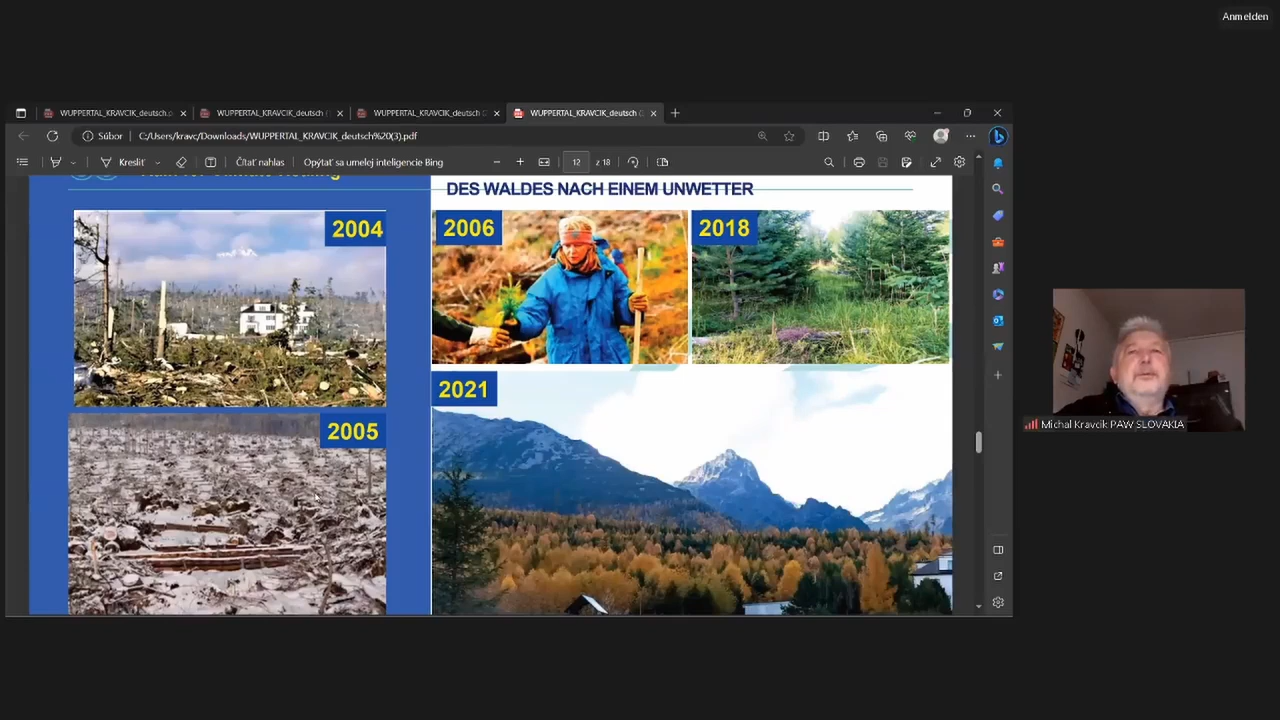 Anmelden
WUPPERTAL_KRAVCIK_deutsch.p
WUPPERTAL_KRAVCIK_deutsch (
WUPPERTAL_KRAVCIK_deutsch (
WUPPERTAL_KRAVCIK_deutsch (
Súbor
C:/Users/kravc/Downloads/WUPPERTAL_KRAVCIK_deutsch%20(3).pdf
Kresliť
Čítať nahlas
Opýtať sa umelej inteligencie Bing
12
z 18
DES WALDES NACH EINEM UNWETTER
2004
2006
2018
2021
2005
Michal Kravcik PAW SLOVAKIA